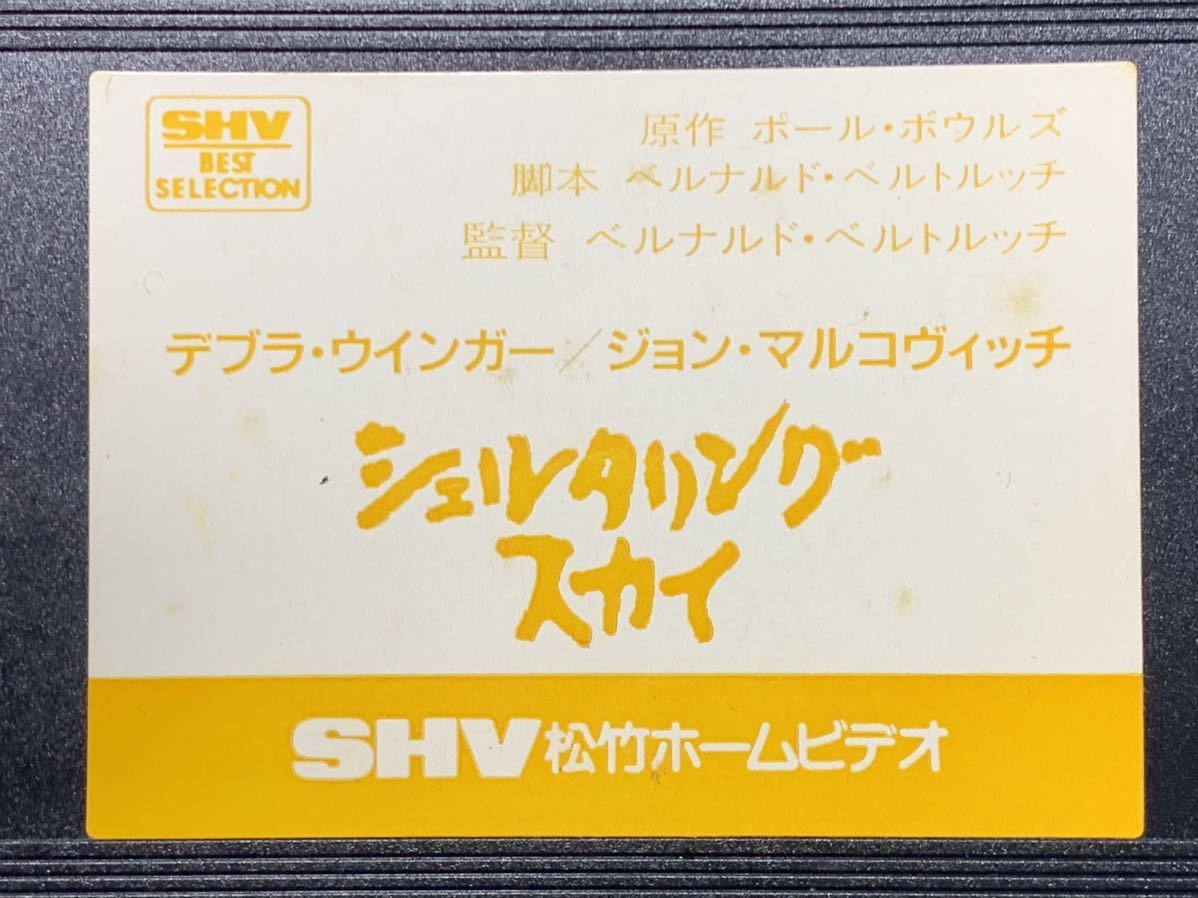 SHV
BEST
SELECTION
原作 ポール・ボウルズ
脚本 ベルナルド・ベルトルッチ
監督 ベルナルド・ベルトルッチ
デブラ・ウインガー/ジョン・マルコヴィッチ
シェルタリング
スカイ
SHV松竹ホームビデオ